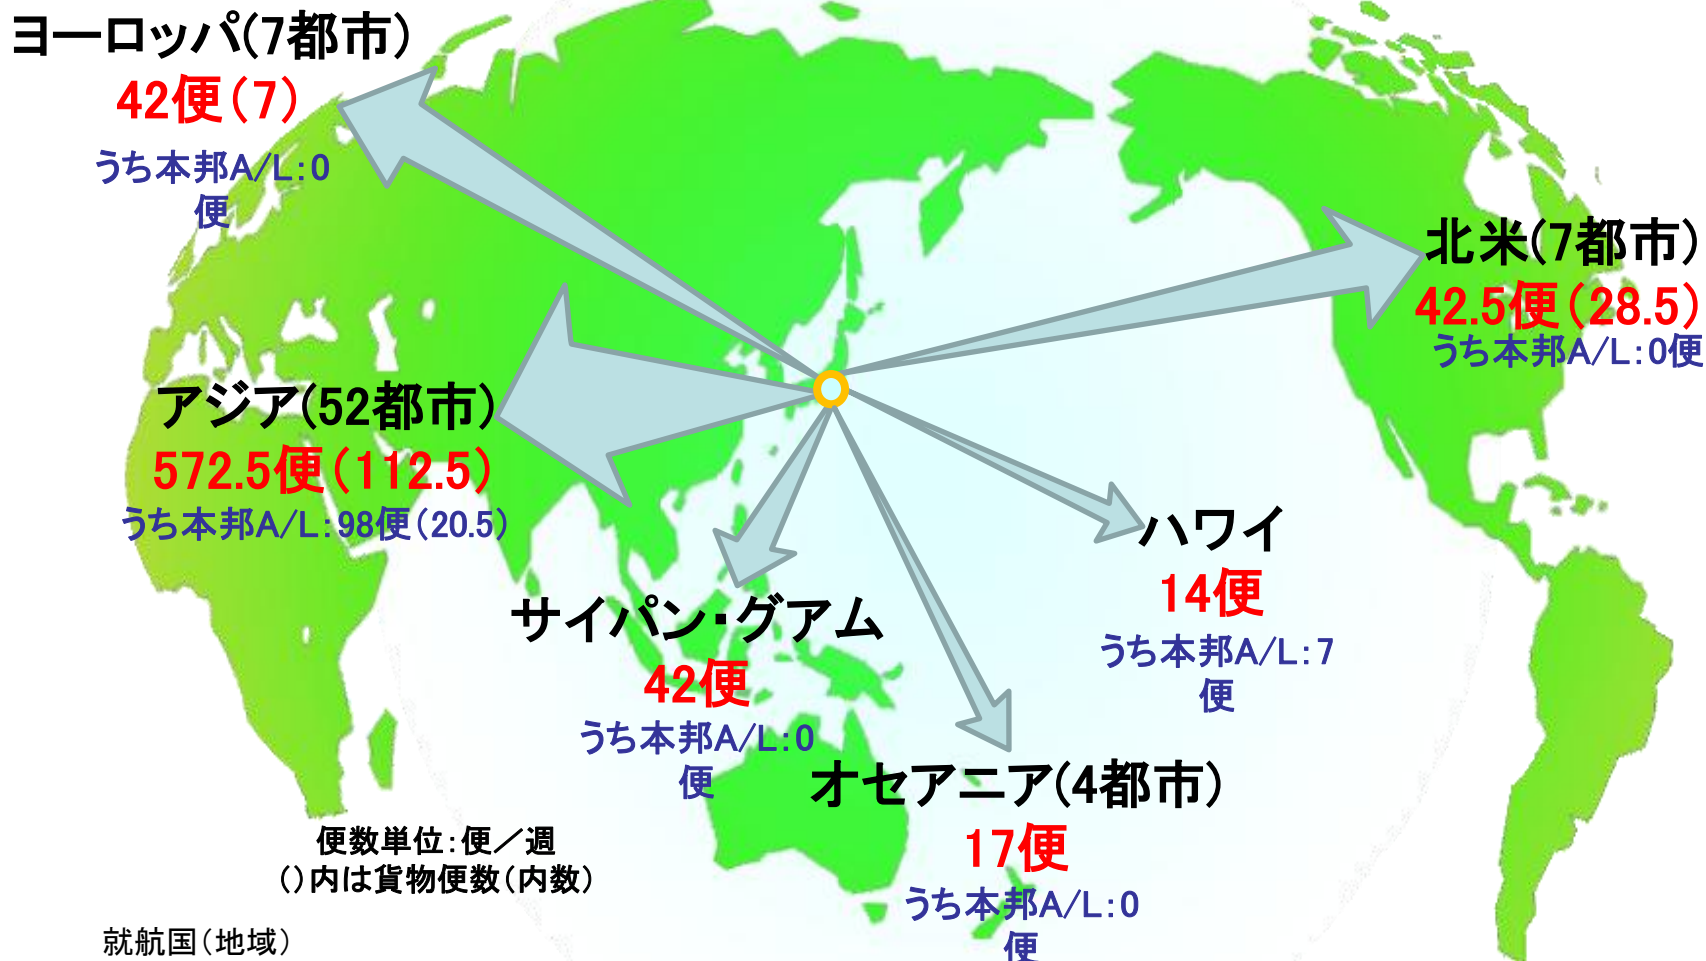 ヨーロッパ(7都市)
42便(7)
うち本邦A/L:0
便
北米(7都市)
42.5便(28.5)
うち本邦A/L:0便
アジア(52都市)
572.5便(112.5)
うち本邦A/L:98便(20.5)
ハワイ
14便
うち本邦A/L:7
便
サイパン・グアム
42便
うち本邦A/L:0
便
オセアニア(4都市)
17便
うち本邦A/L:0
便
便数単位:便／週
()内は貨物便数(内数)
就航国(地域)